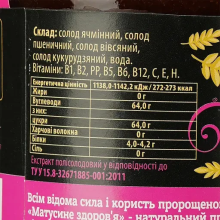 Склад: солод ячмінний, солод
пшеничний, солод вівсяний,
солод кукурудзяний, вода.
Вітаміни: В1, В2, РР, В5, В6, В12, С, Е, Н.
Енергетична цінність 1138,0-1142,2 кДж / 272-273 ккал
Жири 0 г
Вуглеводи 64,0 г
з них:
цукри 64,0 г
Харчові волокна 0 г
Білки 4,0-4,2 г
Сіль 0 г
Екстракт полісолодовий у відповідності до
ТУ У 15.8-32671885-001:2011
Всім відома сила і користь пророщено
«Матусине здоров'я» - натуральний п